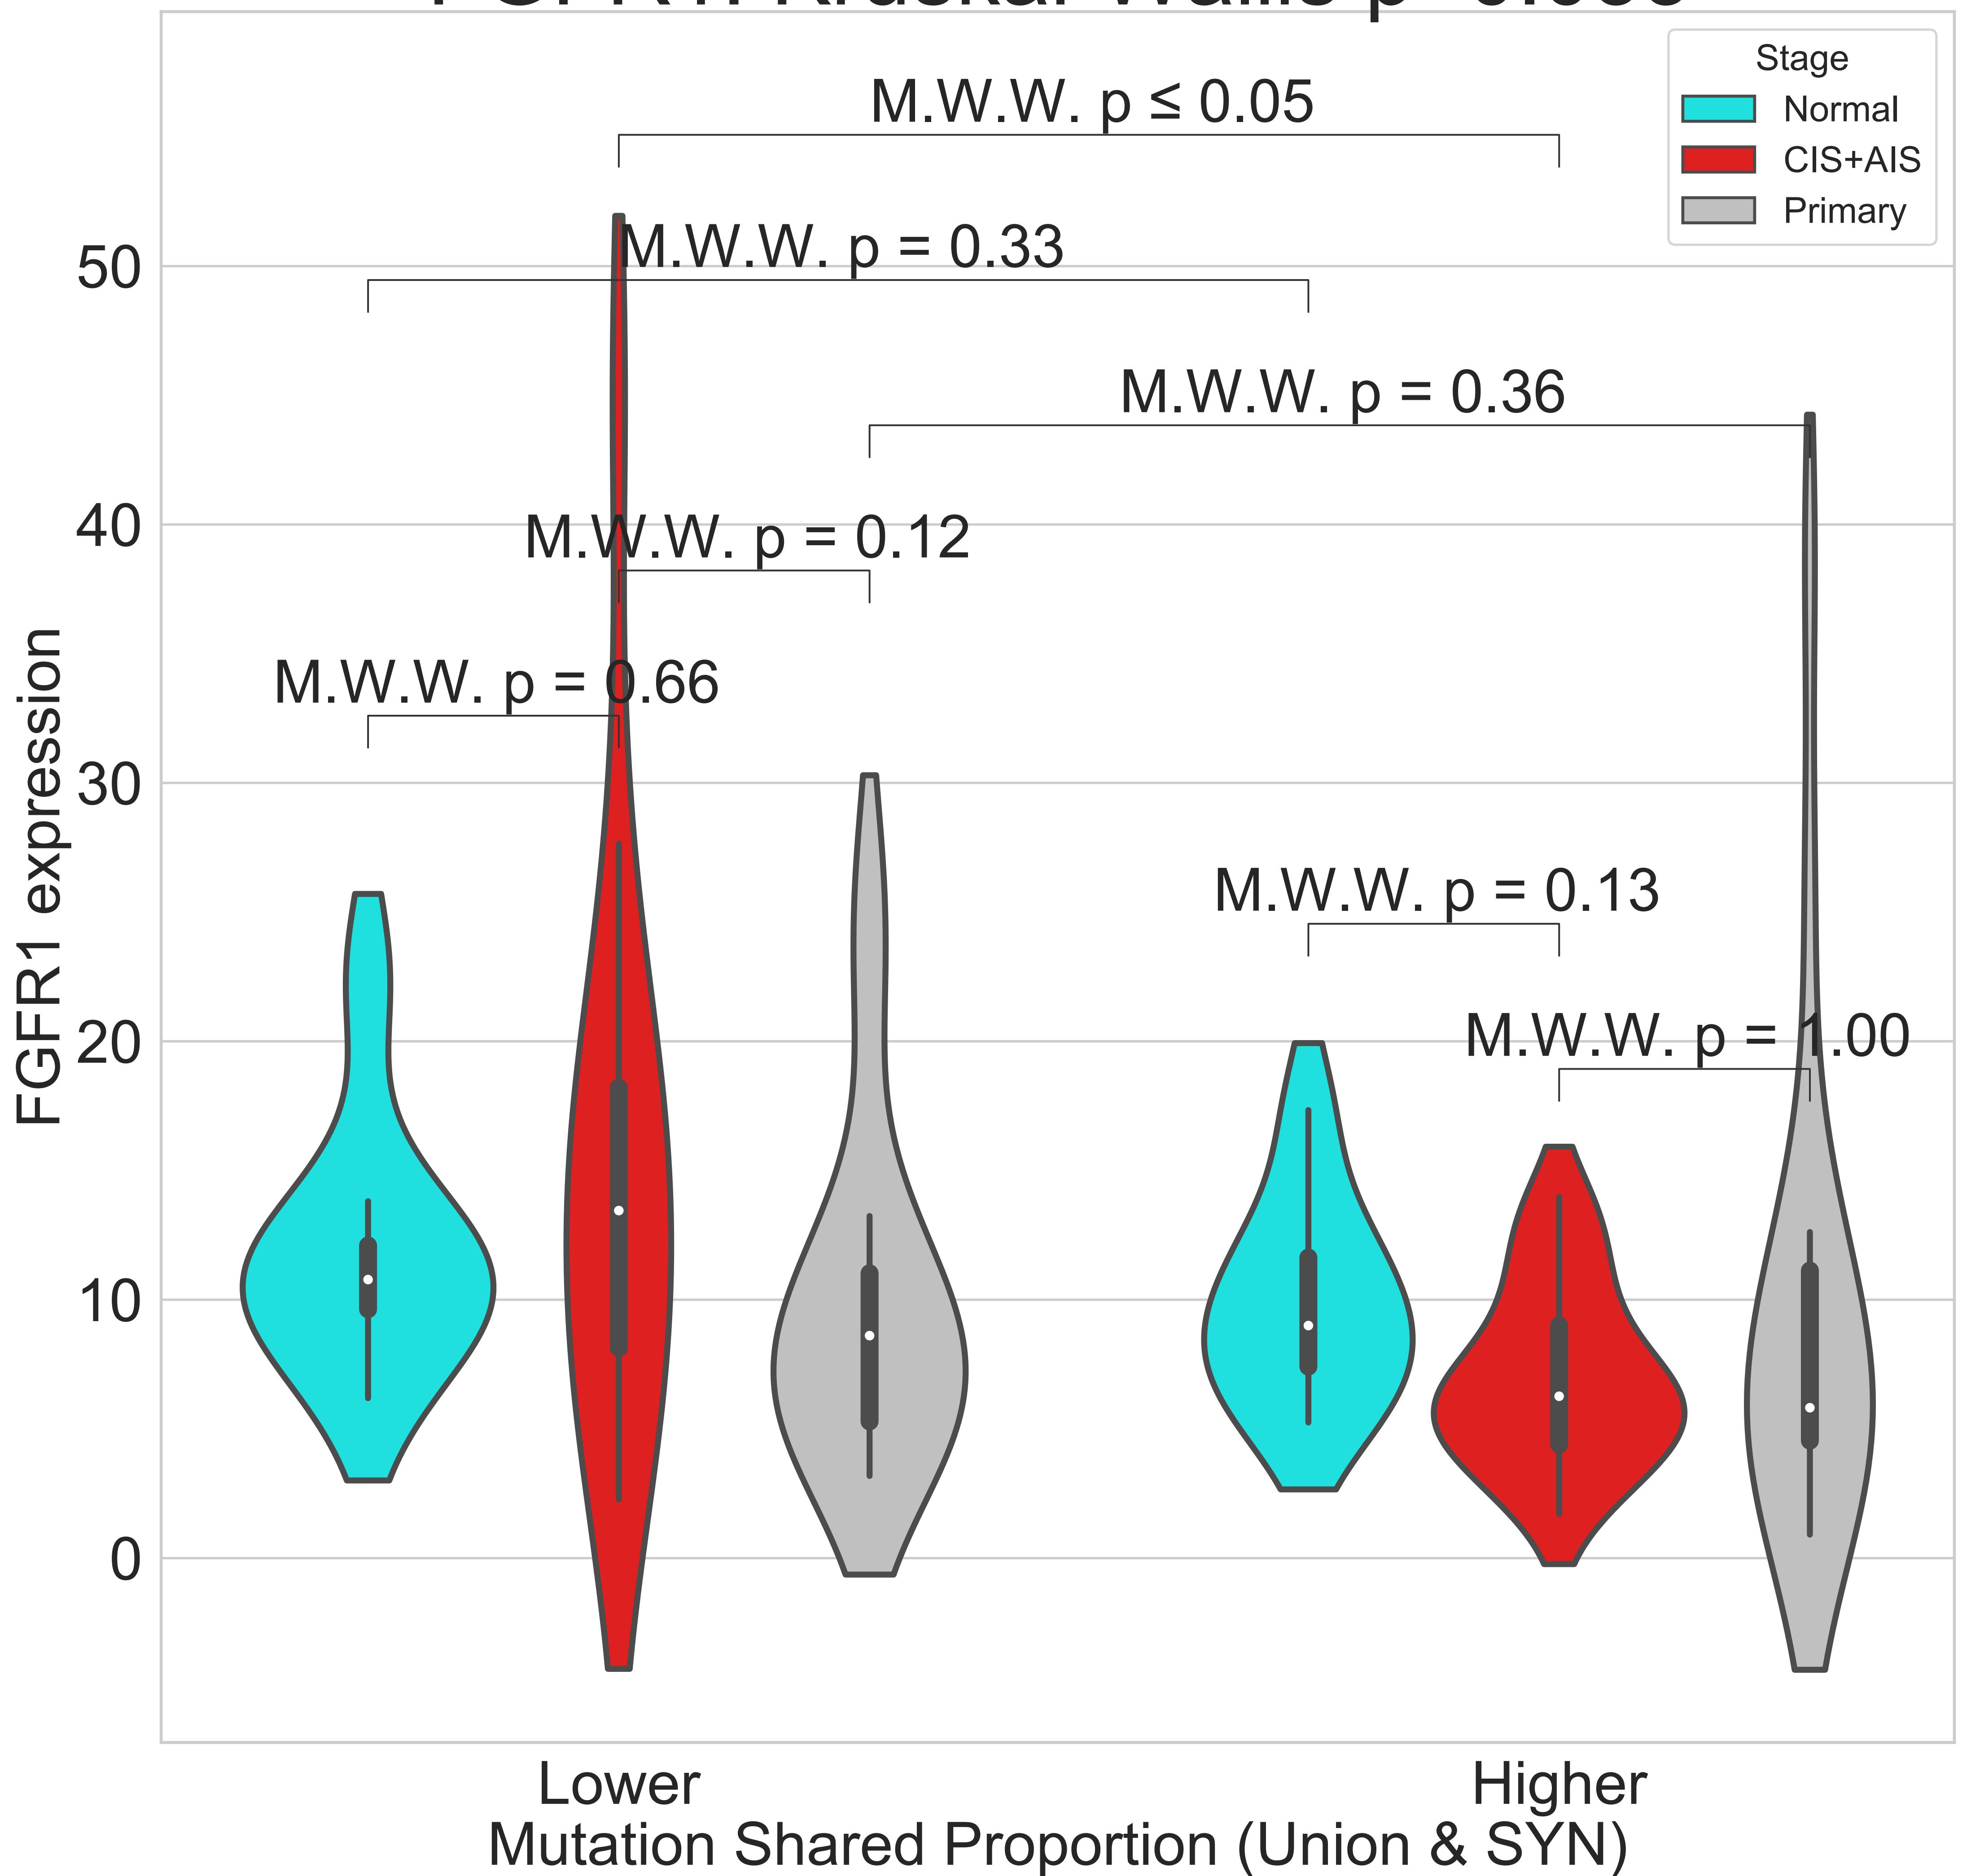 Stage
Normal
CIS+AIS
Primary
M.W.W. p ≤ 0.05
M.W.W. p = 0.33
M.W.W. p = 0.36
M.W.W. p = 0.12
M.W.W. p = 0.66
M.W.W. p = 0.13
M.W.W. p = 1.00
50
40
30
20
10
0
FGFR1 expression
Lower
Higher
Mutation Shared Proportion (Union & SYN)